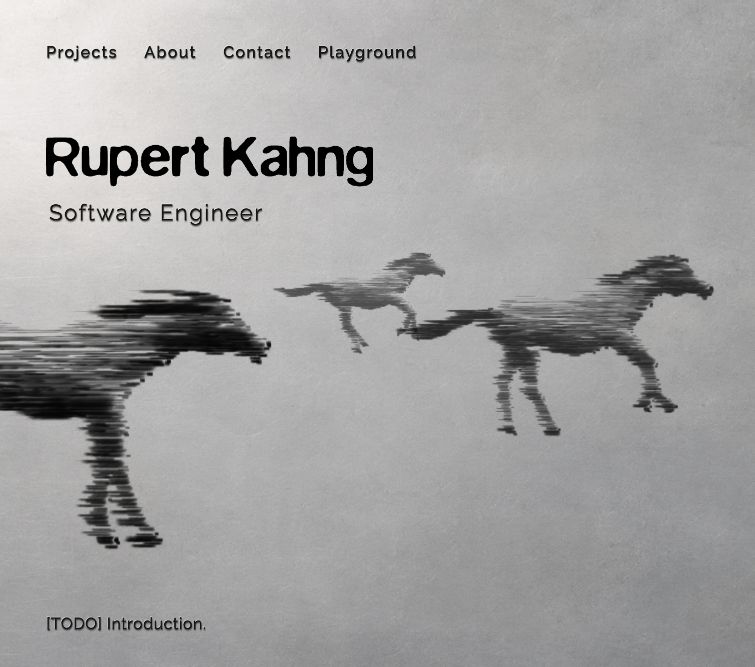 Projects About Contact Playground
Rupert Kahng
Software Engineer
[TODO] Introduction.